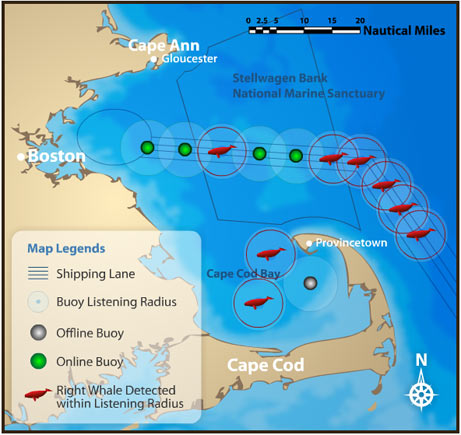 0 2.5 5 10 15 20
Nautical Miles
Cape Ann
Gloucester
Stellwagen Bank
National Marine Sanctuary
Boston
Provincetown
Cape Cod Bay
Cape Cod
N
Map Legends
Shipping Lane
Buoy Listening Radius
Offline Buoy
Online Buoy
Right Whale Detected
within Listening Radius